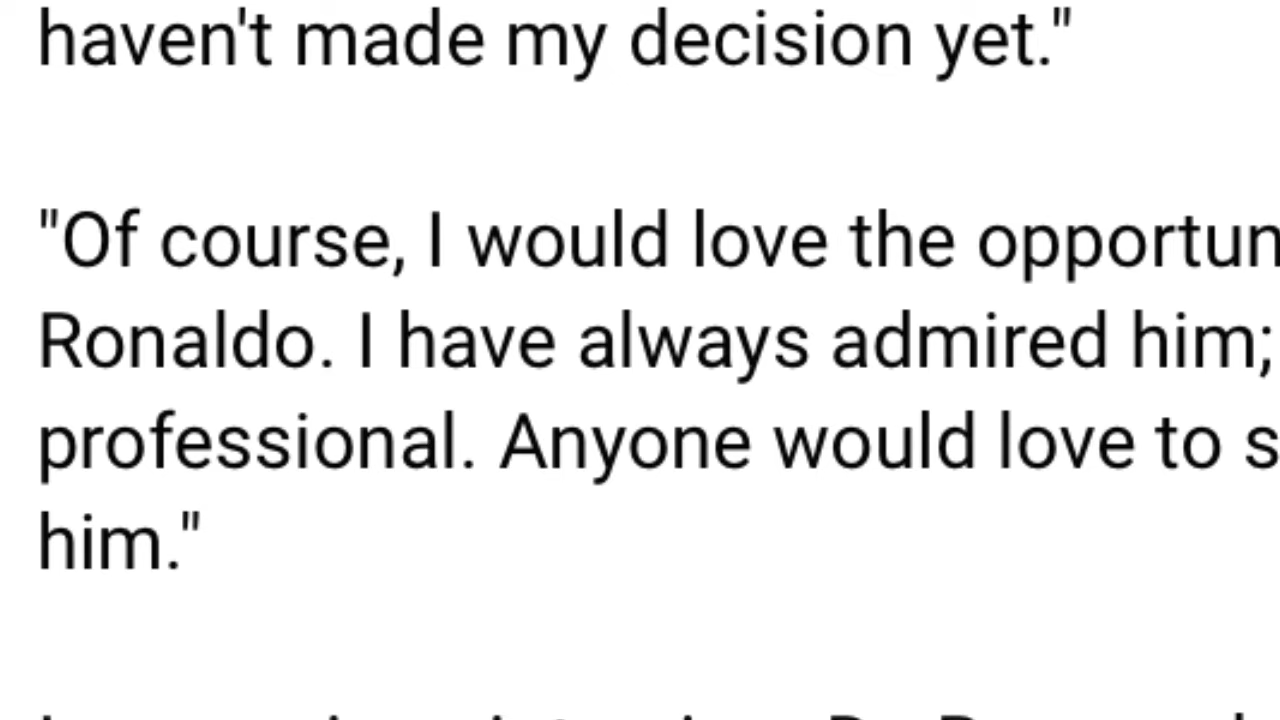 haven't made my decision yet."
"Of course, I would love the opportun
Ronaldo. I have always admired him;
professional. Anyone would love to s
him."